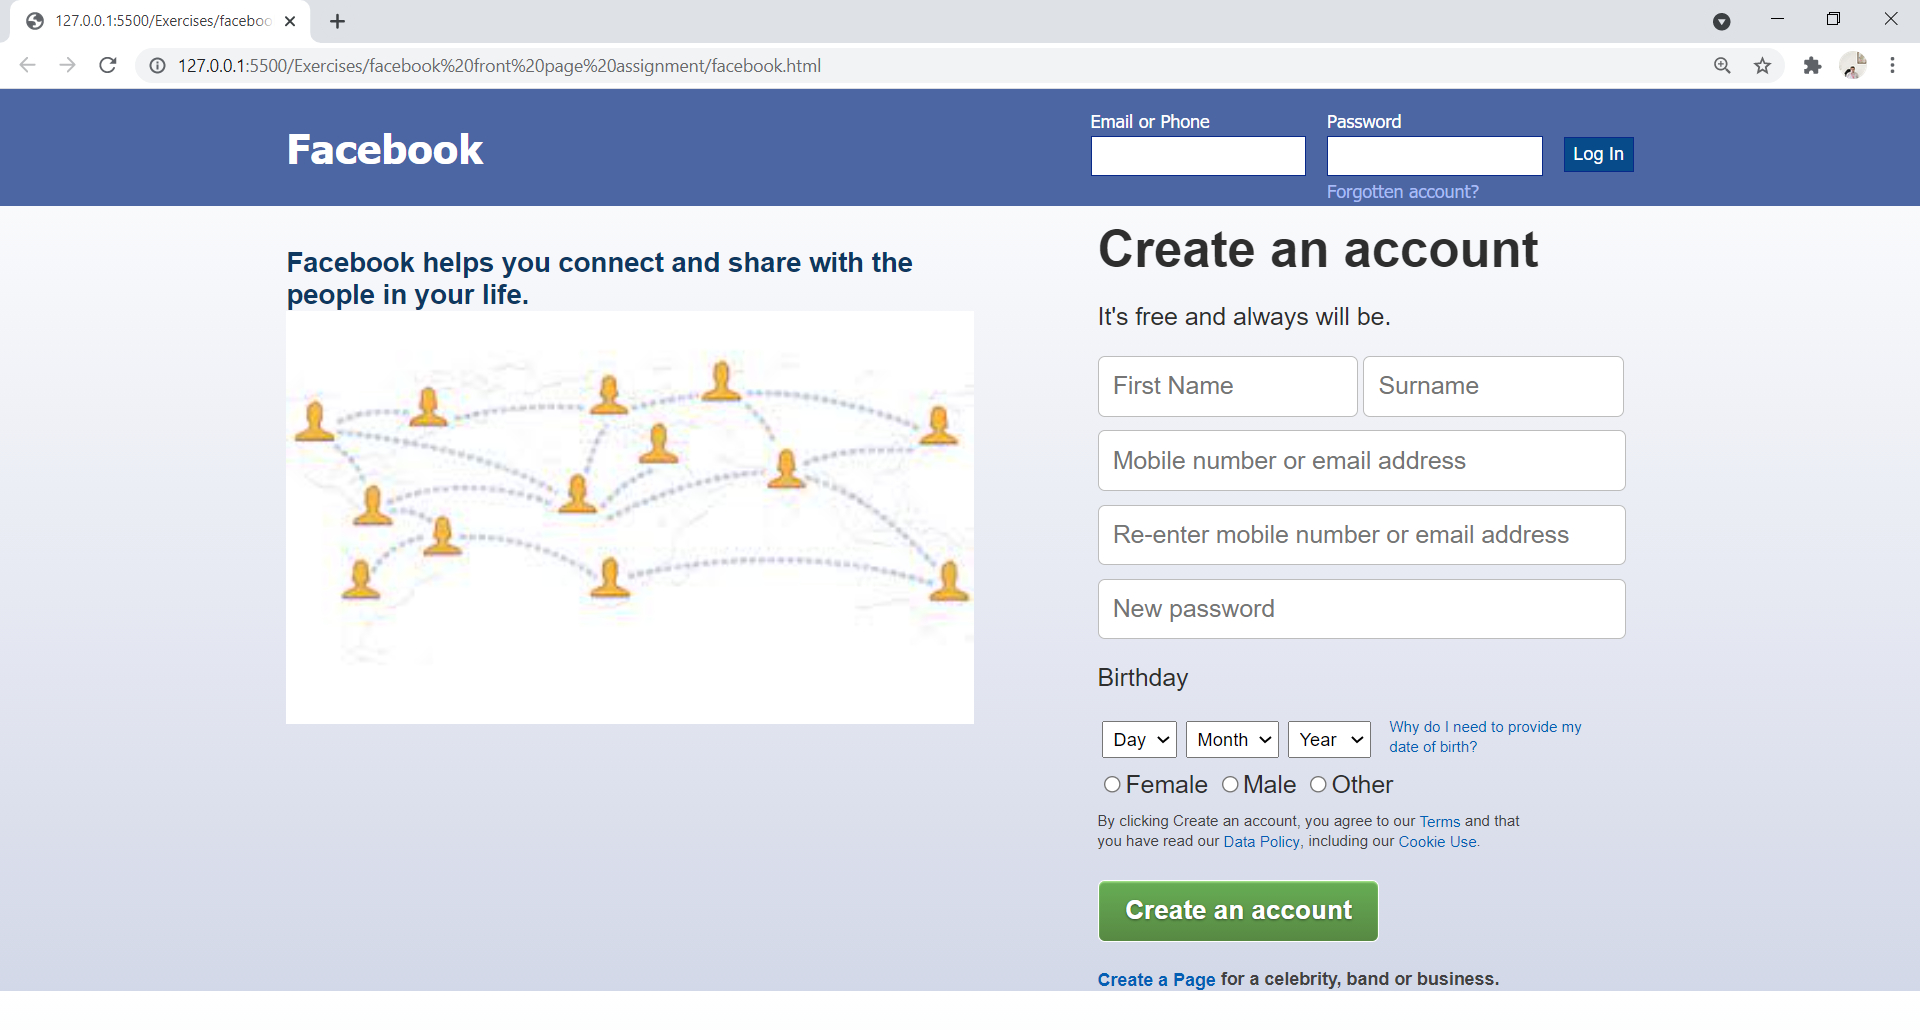 127.0.0.1:5500/Exercises/faceboo
127.0.0.1:5500/Exercises/facebook%20front%20page%20assignment/facebook.html
Facebook
Email or Phone
Password
Log In
Forgotten account?
Facebook helps you connect and share with the
people in your life.
Create an account
It's free and always will be.
First Name
Surname
Mobile number or email address
Re-enter mobile number or email address
New password
Birthday
Day
Month
Year
Why do I need to provide my
date of birth?
Female
Male
Other
By clicking Create an account, you agree to our Terms and that
you have read our Data Policy, including our Cookie Use.
Create an account
Create a Page for a celebrity, band or business.